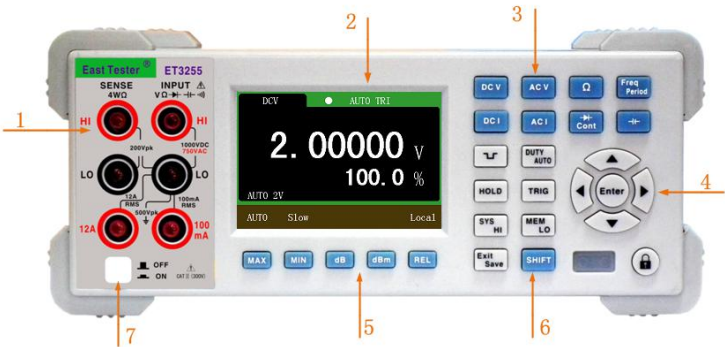 1
2
3
4
5
6
7
East Tester ® ET3255
SENSE
4WΩ
INPUT
VΩ
HI
HI
200Vpk
1000VDC
750VAC
LO
LO
12A
RMS
100mA
RMS
500Vpk
12A
100
mA
OFF
ON
CAT II (300V)
DCV
AUTO TRI
2.00000 V
100.0 %
AUTO 2V
AUTO Slow Local
MAX MIN dB dBm REL
DC V AC V Ω Freq
Period
DC I AC I Cont
DUTY
AUTO
HOLD TRIG
SYS
HI
MEM
LO
Exit
Save
SHIFT
Enter